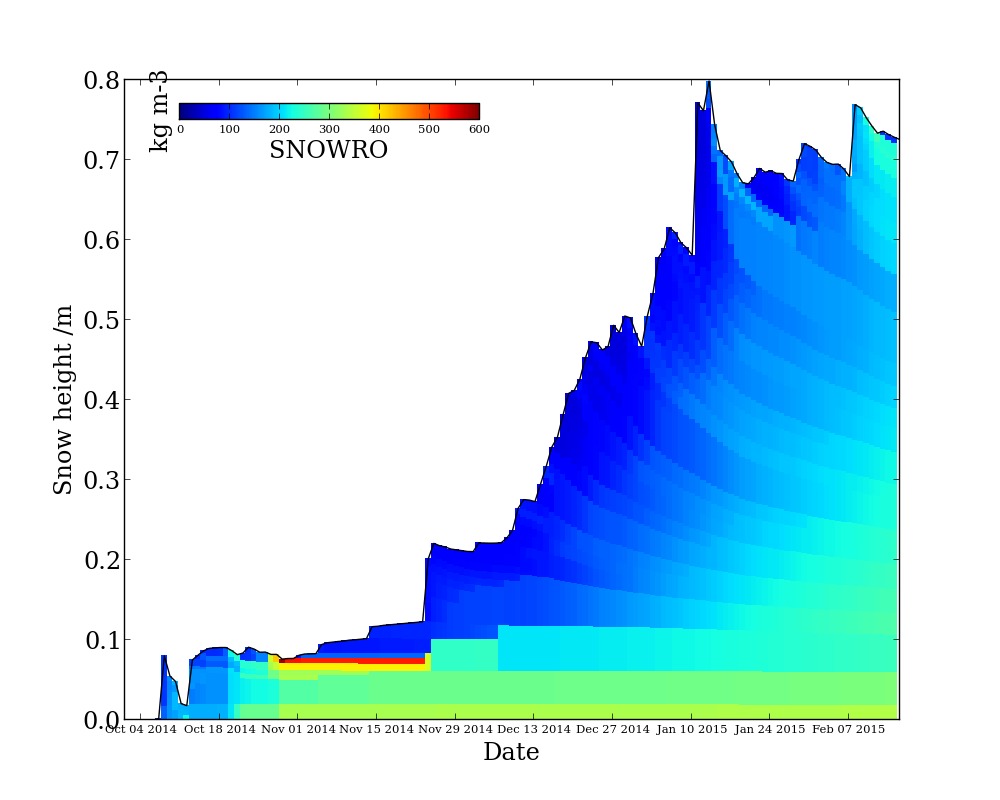 0.8
0.7
0.6
0.5
0.4
0.3
0.2
0.1
0.0
Snow height /m
kg m-3
0 100 200 300 400 500 600
SNOWRO
Oct 04 2014 Oct 18 2014 Nov 01 2014 Nov 15 2014 Nov 29 2014 Dec 13 2014 Dec 27 2014 Jan 10 2015 Jan 24 2015 Feb 07 2015
Date